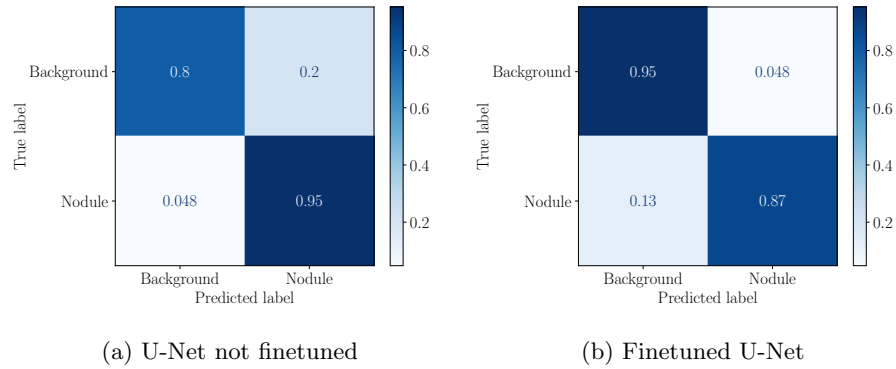 Background 0.8 0.2 0.8
0.6
True label
0.4
Nodule 0.048 0.95
0.2
Background Nodule
Predicted label
(a) U-Net not finetuned
Background 0.95 0.048 0.8
0.6
True label
0.4
Nodule 0.13 0.87
0.2
Background Nodule
Predicted label
(b) Finetuned U-Net